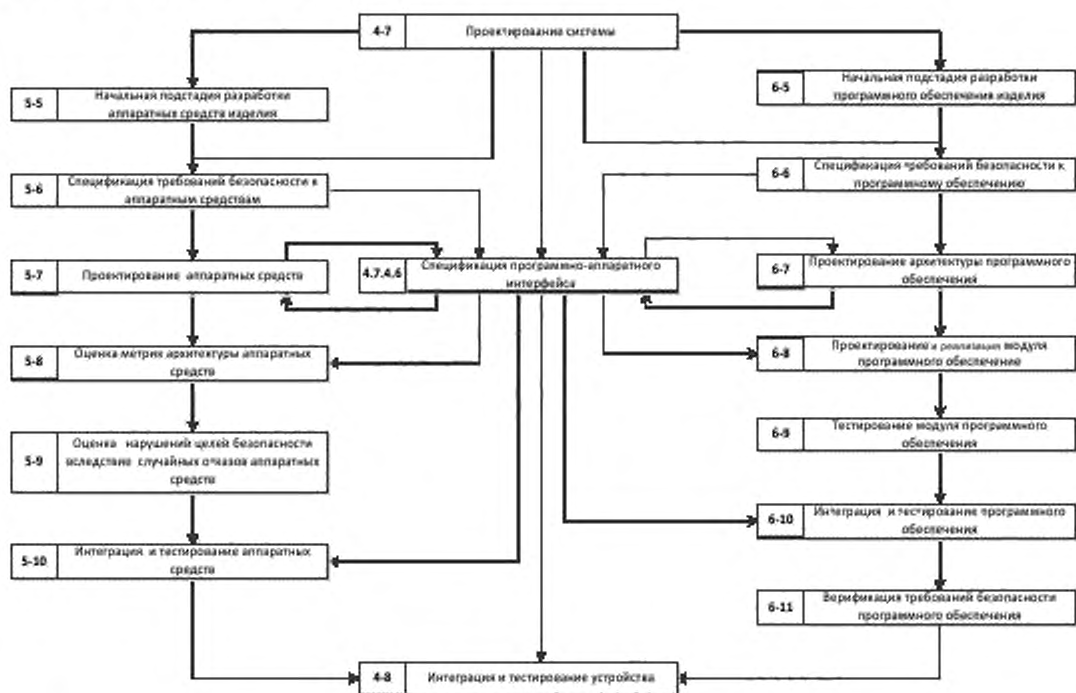 4-7
Проектирование системы
5-5
Начальная подстадия разработки
аппаратных средств изделия
6-5
Начальная подстадия разработки
программного обеспечения изделия
5-6
Спецификация требований безопасности к
аппаратным средствам
6-6
Спецификация требований безопасности к
программному обеспечению
5-7
Проектирование аппаратных средств
4.7.4.6
Спецификация программно-аппаратного
интерфейса
6-7
Проектирование архитектуры программного
обеспечения
5-8
Оценка метрик архитектуры аппаратных
средств
6-8
Проектирование и реализация модуля
программного обеспечение
5-9
Оценка нарушений целей безопасности
вследствие случайных отказов аппаратных
средств
6-9
Тестирование модуля программного
обеспечения
6-10
Интеграция и тестирование программного
обеспечения
5-10
Интеграция и тестирование аппаратных
средств
6-11
Верификация требований безопасности
программного обеспечения
4-8
Интеграция и тестирование устройства